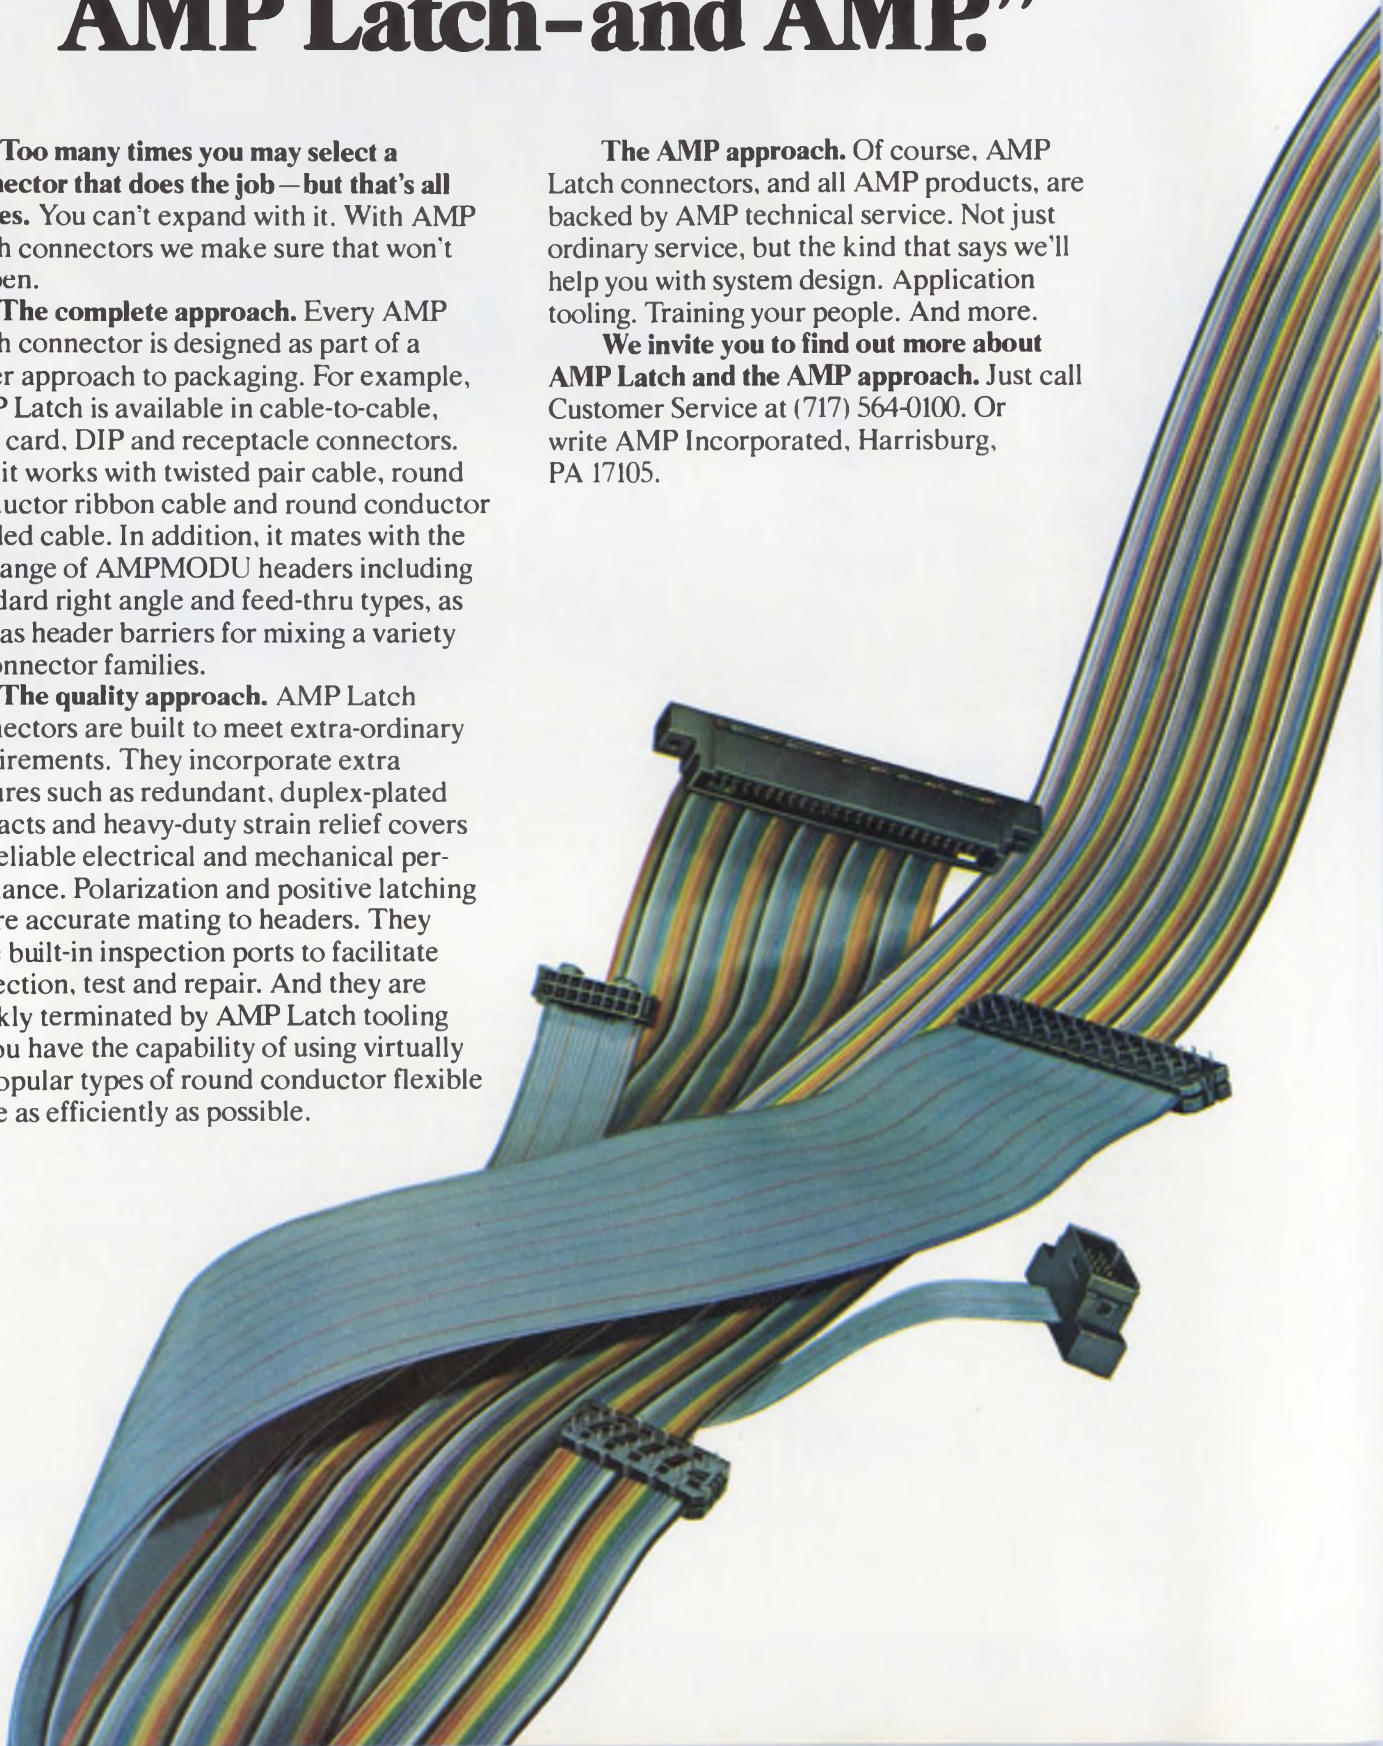 AMP Latch–and AMP."
Too many times you may select a
nector that does the job—but that's all
es. You can't expand with it. With AMP
h connectors we make sure that won't
en.
The complete approach. Every AMP
h connector is designed as part of a
er approach to packaging. For example,
P Latch is available in cable-to-cable,
card, DIP and receptacle connectors.
it works with twisted pair cable, round
uctor ribbon cable and round conductor
led cable. In addition, it mates with the
ange of AMPMODU headers including
dard right angle and feed-thru types, as
as header barriers for mixing a variety
onnector families.
The quality approach. AMP Latch
nectors are built to meet extra-ordinary
irements. They incorporate extra
ures such as redundant, duplex-plated
acts and heavy-duty strain relief covers
eliable electrical and mechanical per-
ance. Polarization and positive latching
re accurate mating to headers. They
built-in inspection ports to facilitate
ection, test and repair. And they are
kly terminated by AMP Latch tooling
ou have the capability of using virtually
opular types of round conductor flexible
e as efficiently as possible.
The AMP approach. Of course, AMP
Latch connectors, and all AMP products, are
backed by AMP technical service. Not just
ordinary service, but the kind that says we'll
help you with system design. Application
tooling. Training your people. And more.
We invite you to find out more about
AMP Latch and the AMP approach. Just call
Customer Service at (717) 564-0100. Or
write AMP Incorporated, Harrisburg,
PA 17105.